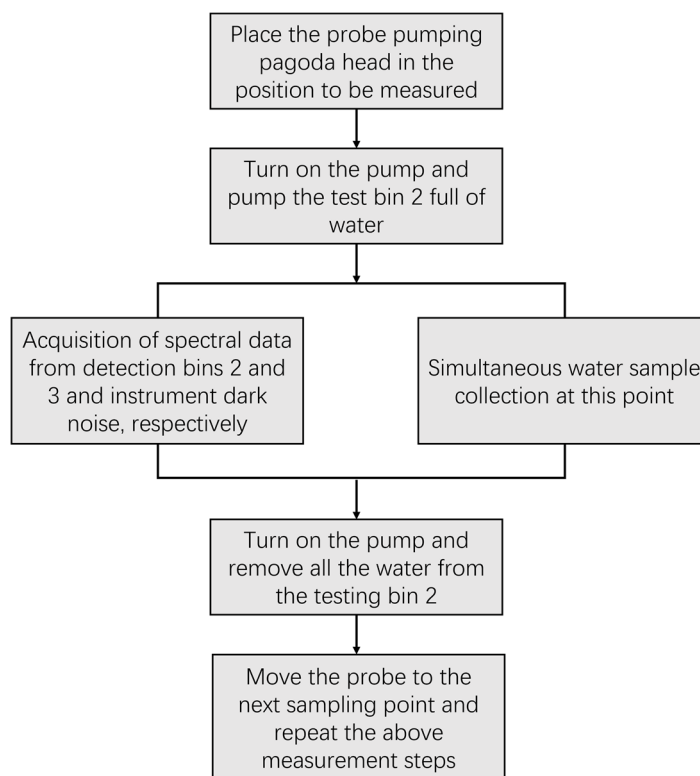 Place the probe pumping
pagoda head in the
position to be measured
Turn on the pump and
pump the test bin 2 full of
water
Acquisition of spectral data
from detection bins 2 and
3 and instrument dark
noise, respectively
Simultaneous water sample
collection at this point
Turn on the pump and
remove all the water from
the testing bin 2
Move the probe to the
next sampling point and
repeat the above
measurement steps